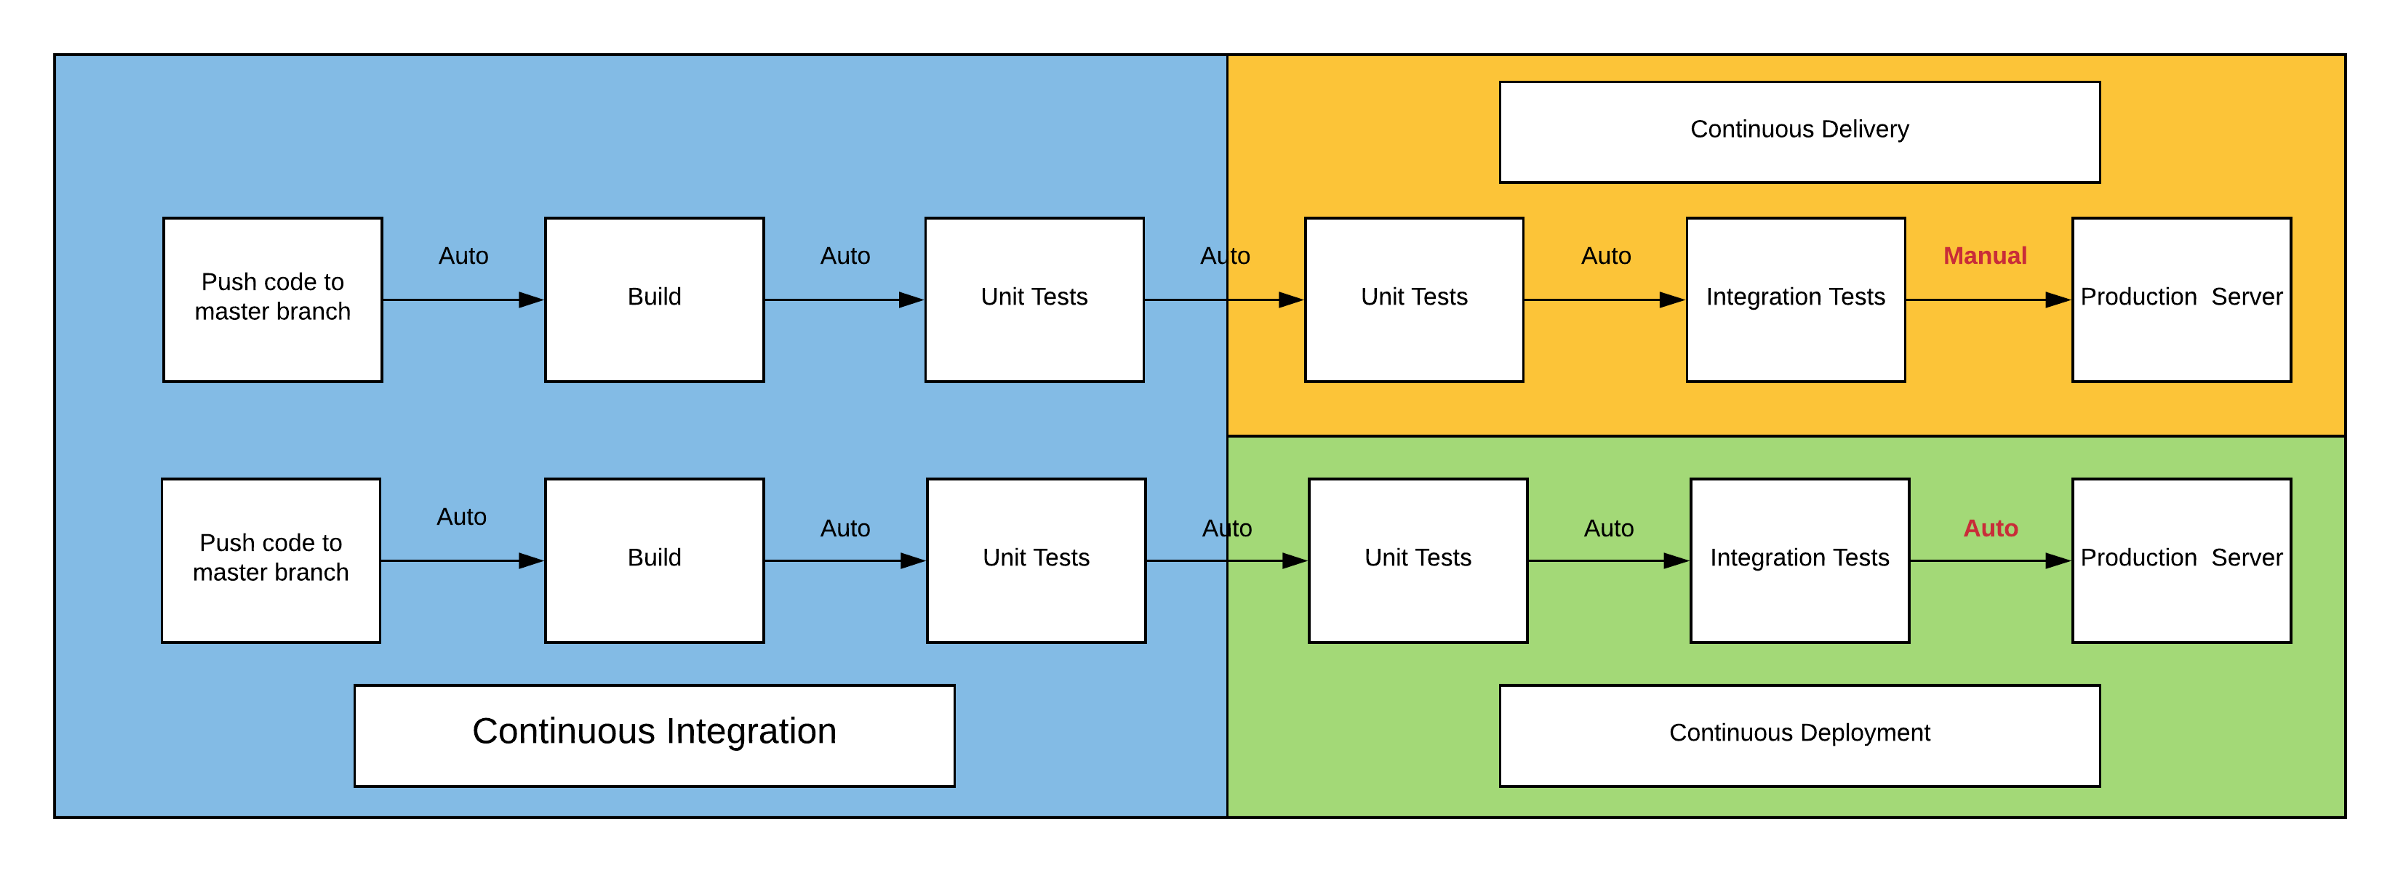 Continuous Delivery
Auto
Auto
Auto
Auto
Manual
Push code to
master branch
Build
Unit Tests
Unit Tests
Integration Tests
Production  Server
Auto
Auto
Auto
Auto
Auto
Push code to
master branch
Build
Unit Tests
Unit Tests
Integration Tests
Production  Server
Continuous Integration
Continuous Deployment